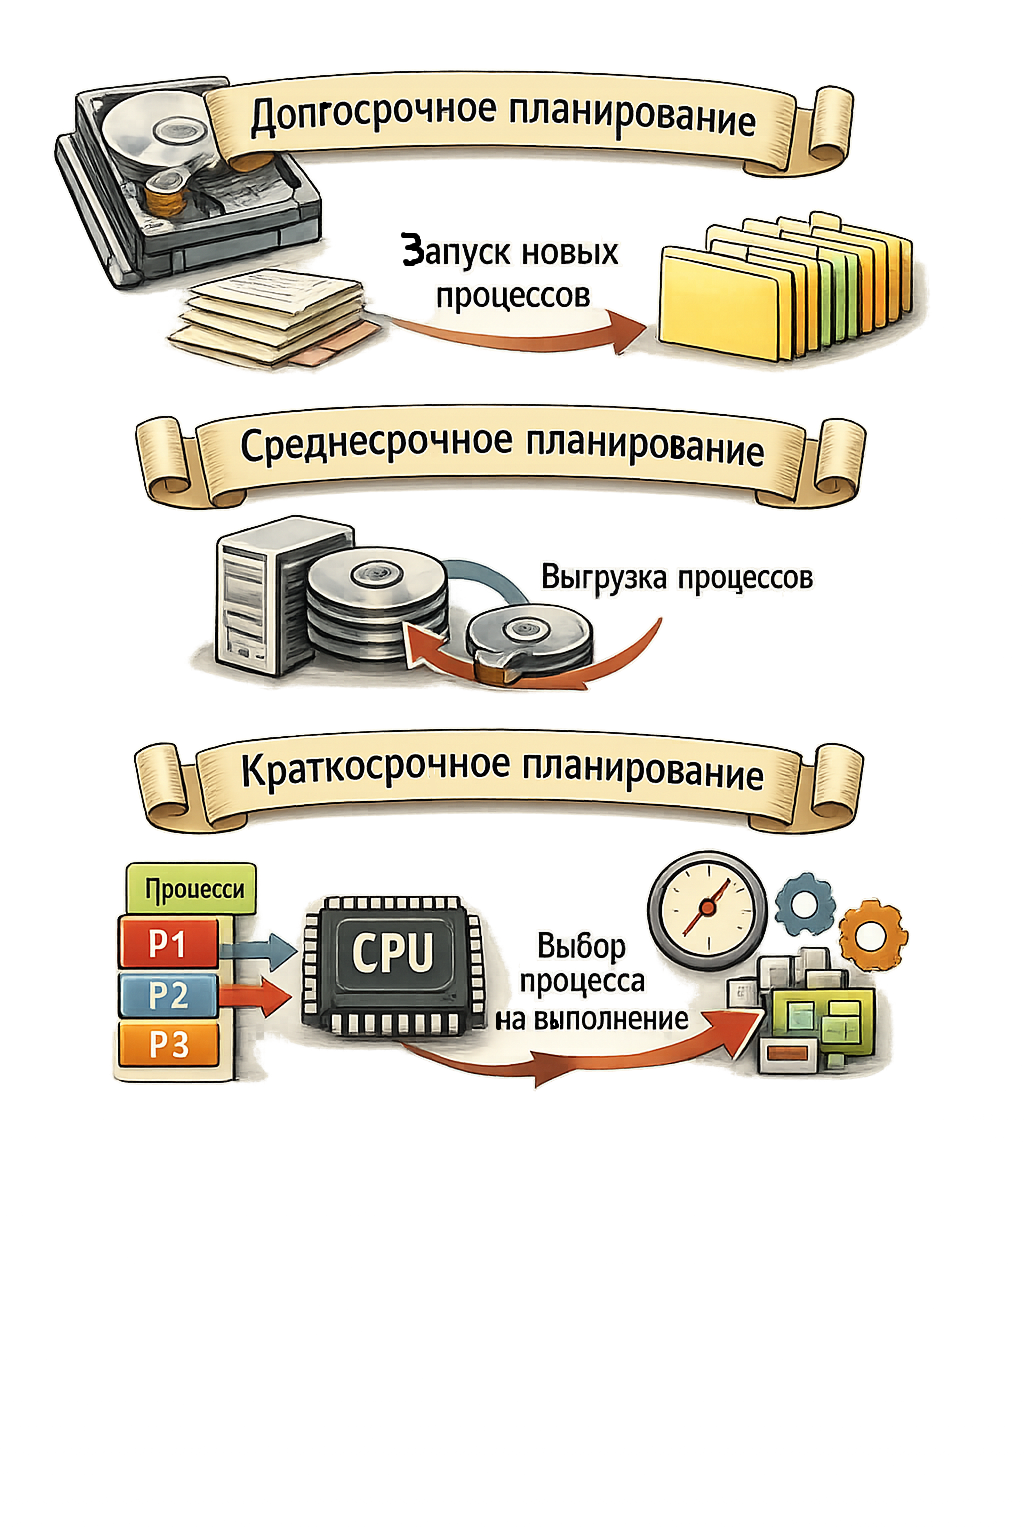 Долгосрочное планирование
Запуск новых
процессов
Среднесрочное планирование
Выгрузка процессов
Краткосрочное планирование
Процесси
P1
P2
P3
CPU
Выбор
процесса
на выполнение